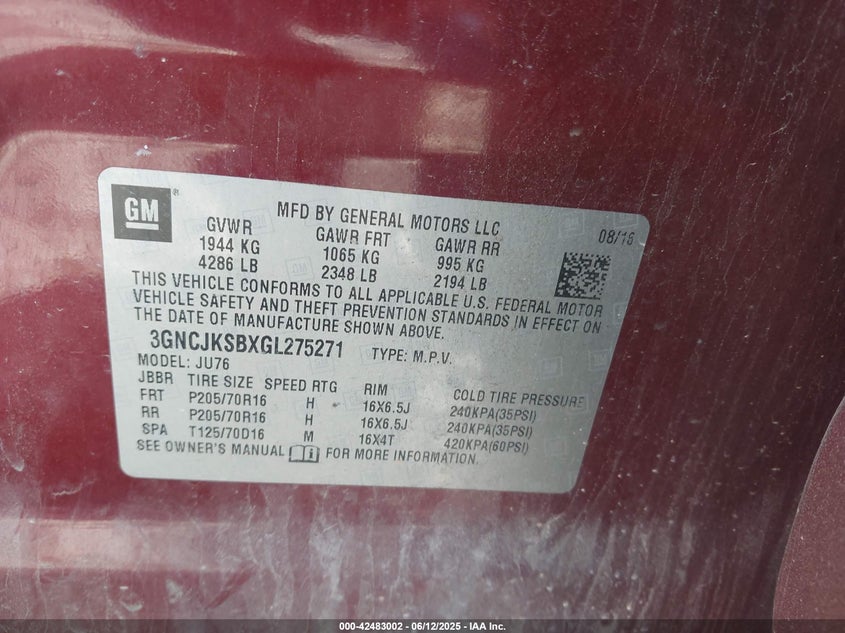 GM
MFD BY GENERAL MOTORS LLC
08/16
GVWR GAWR FRT GAWR RR
1944 KG 1065 KG 995 KG
4286 LB 2348 LB 2194 LB
THIS VEHICLE CONFORMS TO ALL APPLICABLE U.S. FEDERAL MOTOR
VEHICLE SAFETY AND THEFT PREVENTION STANDARDS IN EFFECT ON
THE DATE OF MANUFACTURE SHOWN ABOVE.
3GNCJKSBXGL275271 TYPE: M.P.V.
MODEL: JU76
JBBR TIRE SIZE SPEED RTG RIM COLD TIRE PRESSURE
FRT P205/70R16 H 16X6.5J 240KPA(35PSI)
RR P205/70R16 H 16X6.5J 240KPA(35PSI)
SPA T125/70D16 M 16X4T 420KPA(60PSI)
SEE OWNER'S MANUAL FOR MORE INFORMATION.
000-42483002 - 06/12/2025 - IAA Inc.